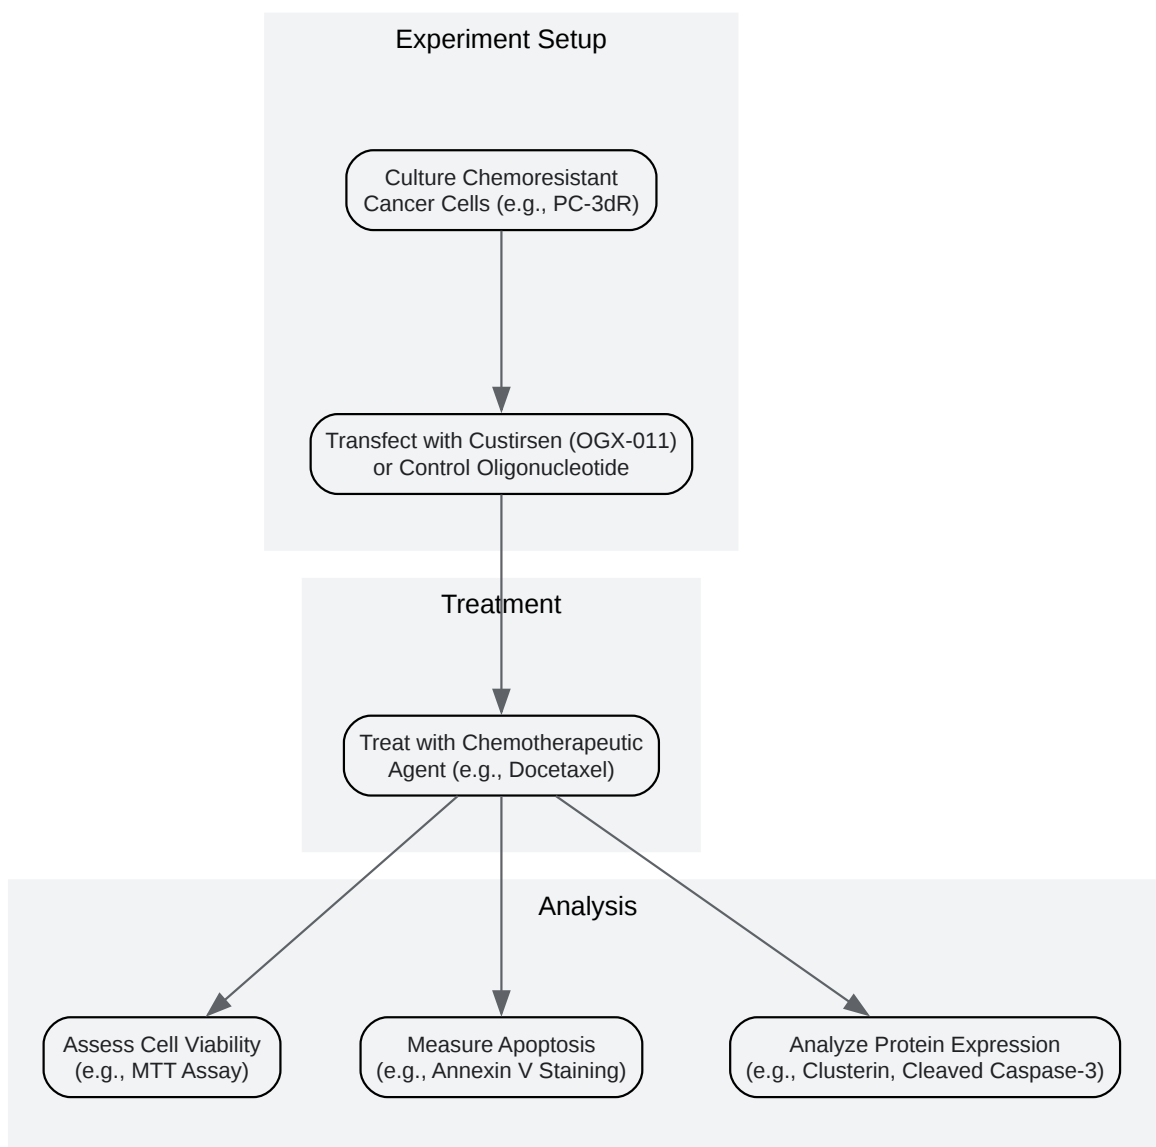 Experiment Setup
Culture Chemoresistant
Cancer Cells (e.g., PC-3dR)
Transfect with Custirsen (OGX-011)
or Control Oligonucleotide
Treatment
Treat with Chemotherapeutic
Agent (e.g., Docetaxel)
Analysis
Assess Cell Viability
(e.g., MTT Assay)
Measure Apoptosis
(e.g., Annexin V Staining)
Analyze Protein Expression
(e.g., Clusterin, Cleaved Caspase-3)